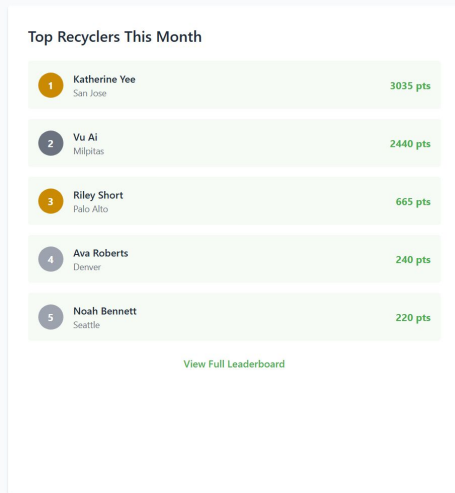 Top Recyclers This Month
1
Katherine Yee
San Jose
3035 pts
2
Vu Ai
Milpitas
2440 pts
3
Riley Short
Palo Alto
665 pts
4
Ava Roberts
Denver
240 pts
5
Noah Bennett
Seattle
220 pts
View Full Leaderboard